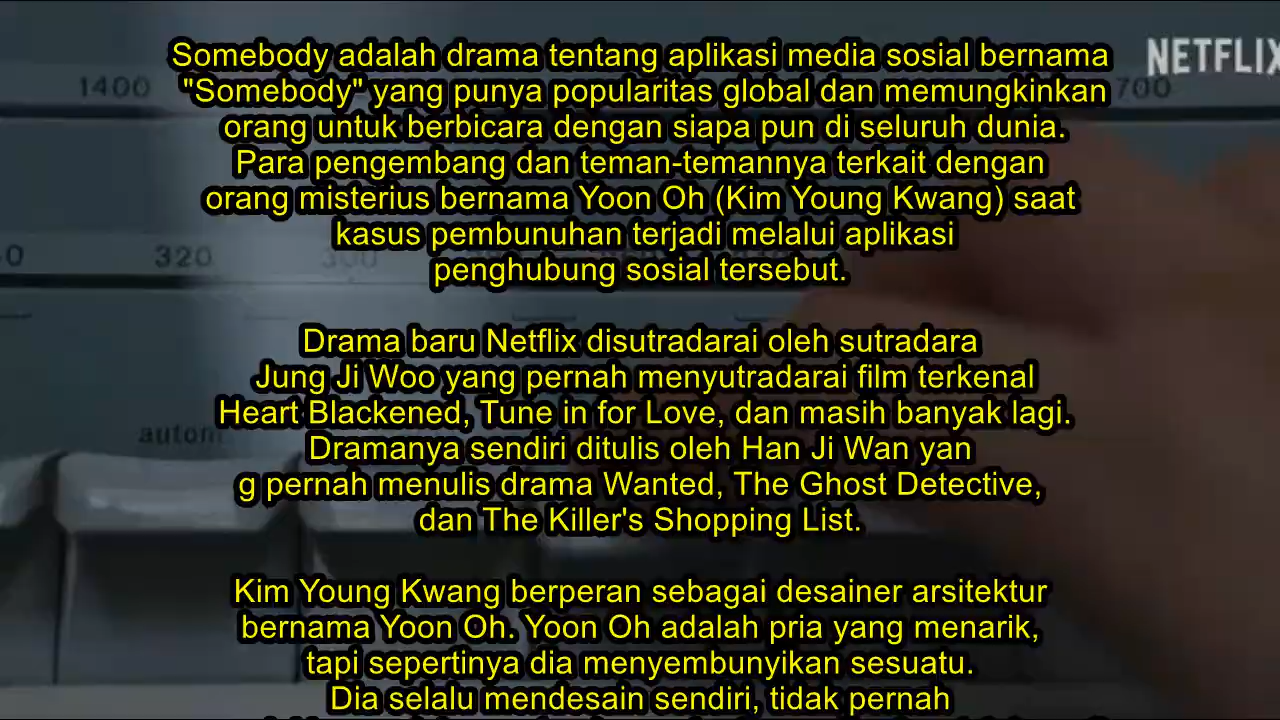 Somebody adalah drama tentang aplikasi media sosial bernama
"Somebody" yang punya popularitas global dan memungkinkan
orang untuk berbicara dengan siapa pun di seluruh dunia.
Para pengembang dan teman-temannya terkait dengan
orang misterius bernama Yoon Oh (Kim Young Kwang) saat
kasus pembunuhan terjadi melalui aplikasi
penghubung sosial tersebut.
Drama baru Netflix disutradarai oleh sutradara
Jung Ji Woo yang pernah menyutradarai film terkenal
Heart Blackened, Tune in for Love, dan masih banyak lagi.
Dramanya sendiri ditulis oleh Han Ji Wan yan
g pernah menulis drama Wanted, The Ghost Detective,
dan The Killer's Shopping List.
Kim Young Kwang berperan sebagai desainer arsitektur
bernama Yoon Oh. Yoon Oh adalah pria yang menarik,
tapi sepertinya dia menyembunyikan sesuatu.
Dia selalu mendesain sendiri, tidak pernah
NETFLIX
1400
700
320
300
autom